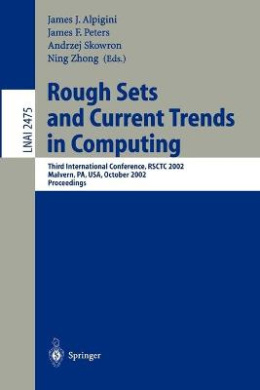 James J. Alpigini
James F. Peters
Andrzej Skowron
Ning Zhong (Eds.)
LNAI 2475
Rough Sets
and Current Trends
in Computing
Third International Conference, RSCTC 2002
Malvern, PA, USA, October 2002
Proceedings
Springer